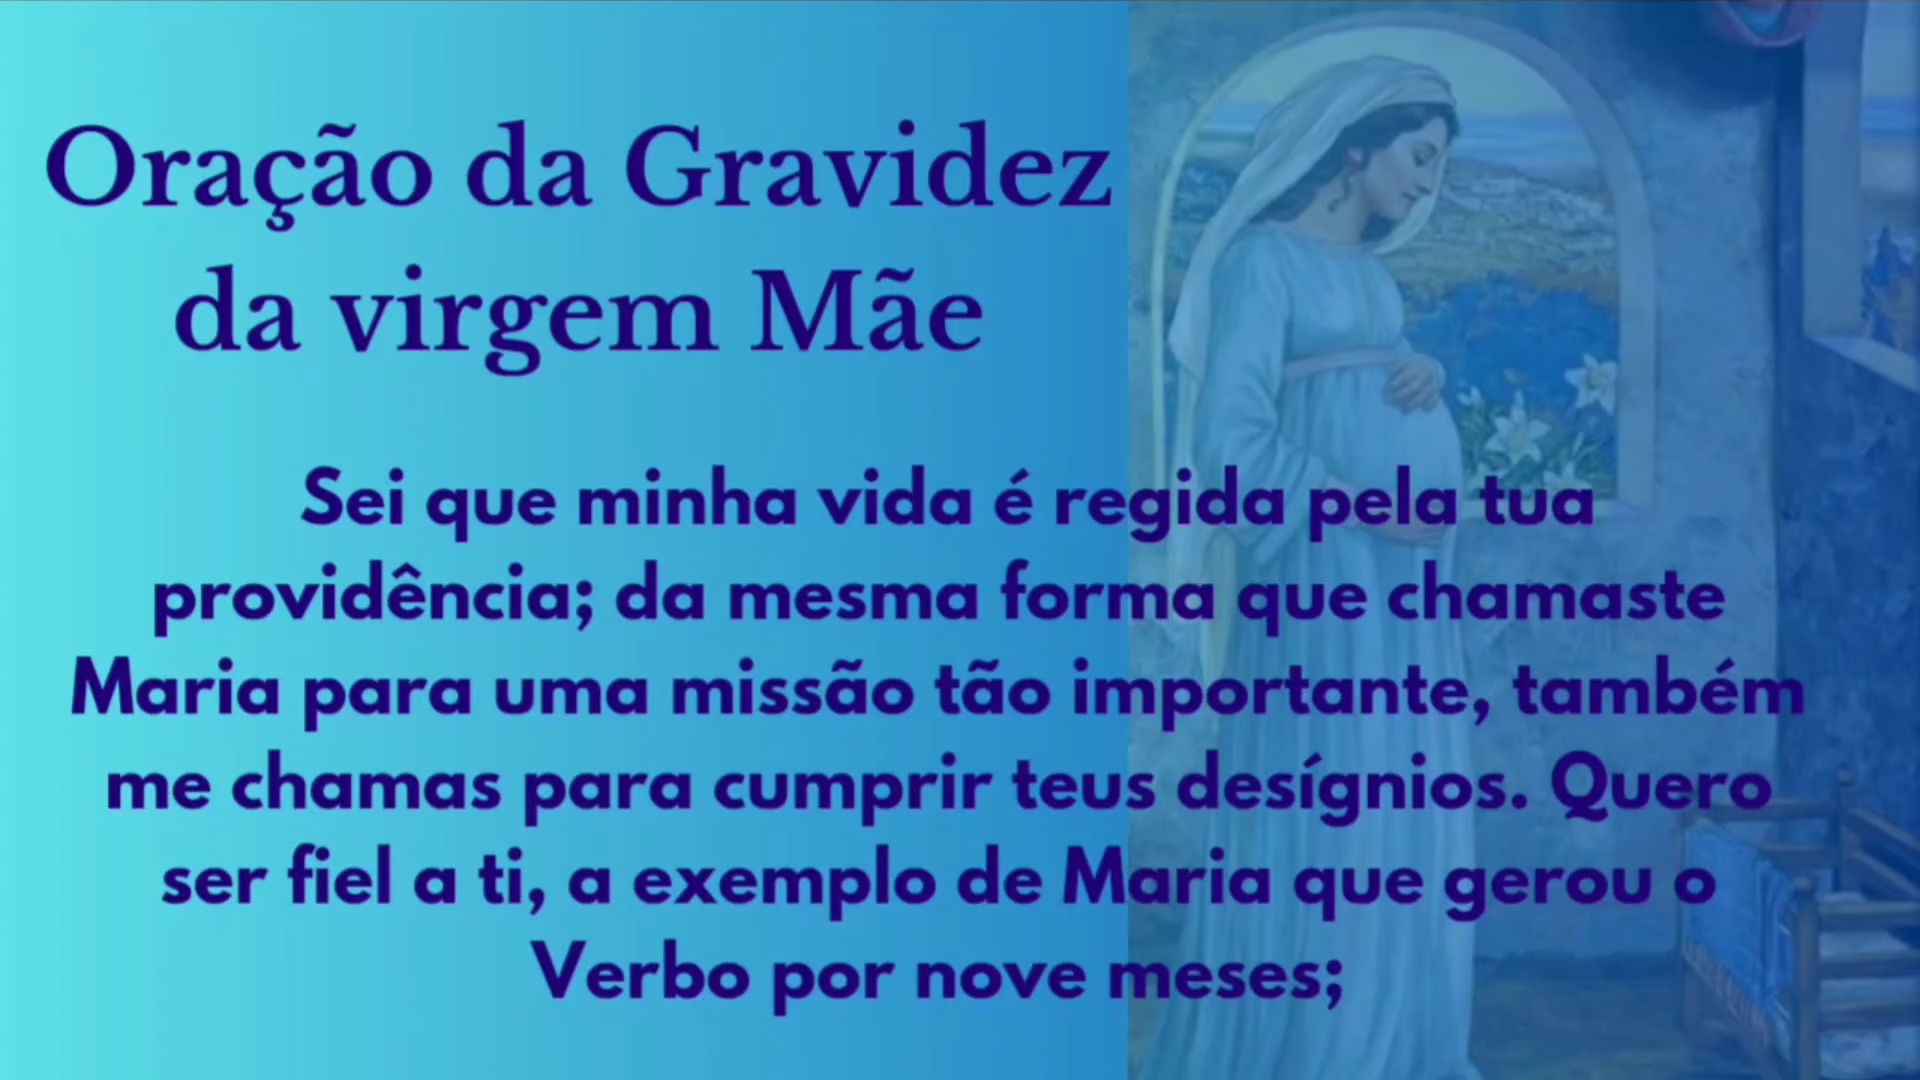 Oração da Gravidez
da virgem Mãe
Sei que minha vida é regida pela tua
providência; da mesma forma que chamaste
Maria para uma missão tão importante, também
me chamas para cumprir teus desígnios. Quero
ser fiel a ti, a exemplo de Maria que gerou o
Verbo por nove meses;